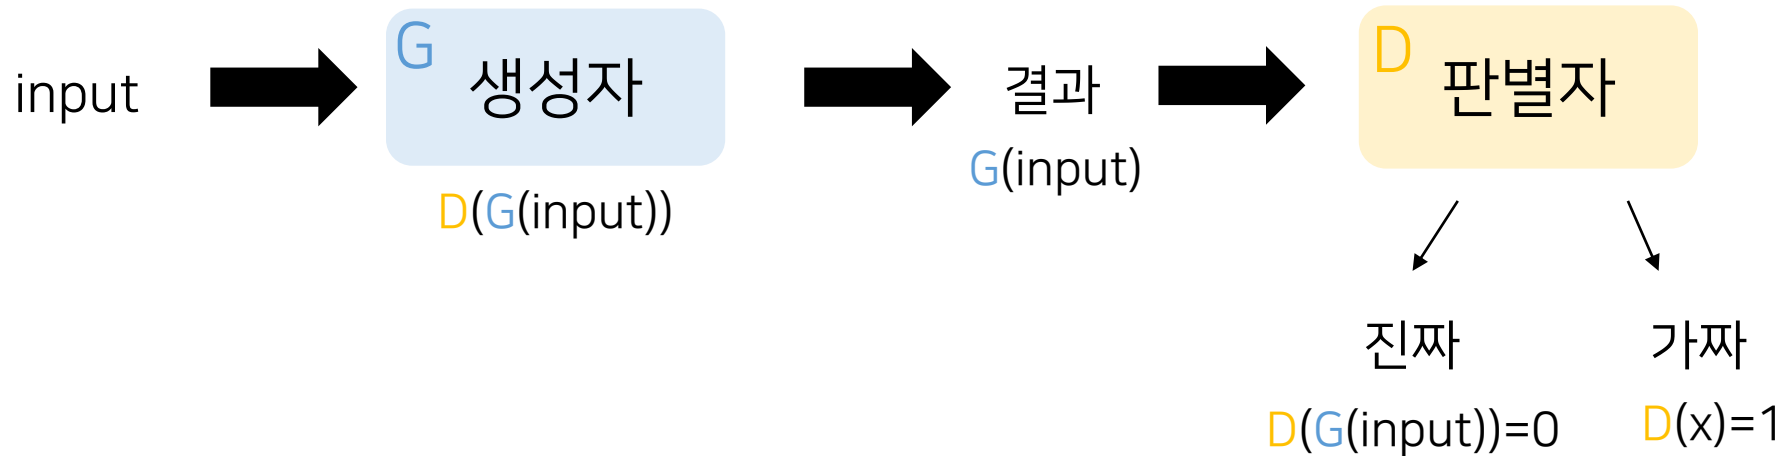 input
G
생성자
D(G(input))
결과
G(input)
D
판별자
진짜
D(G(input))=0
가짜
D(x)=1